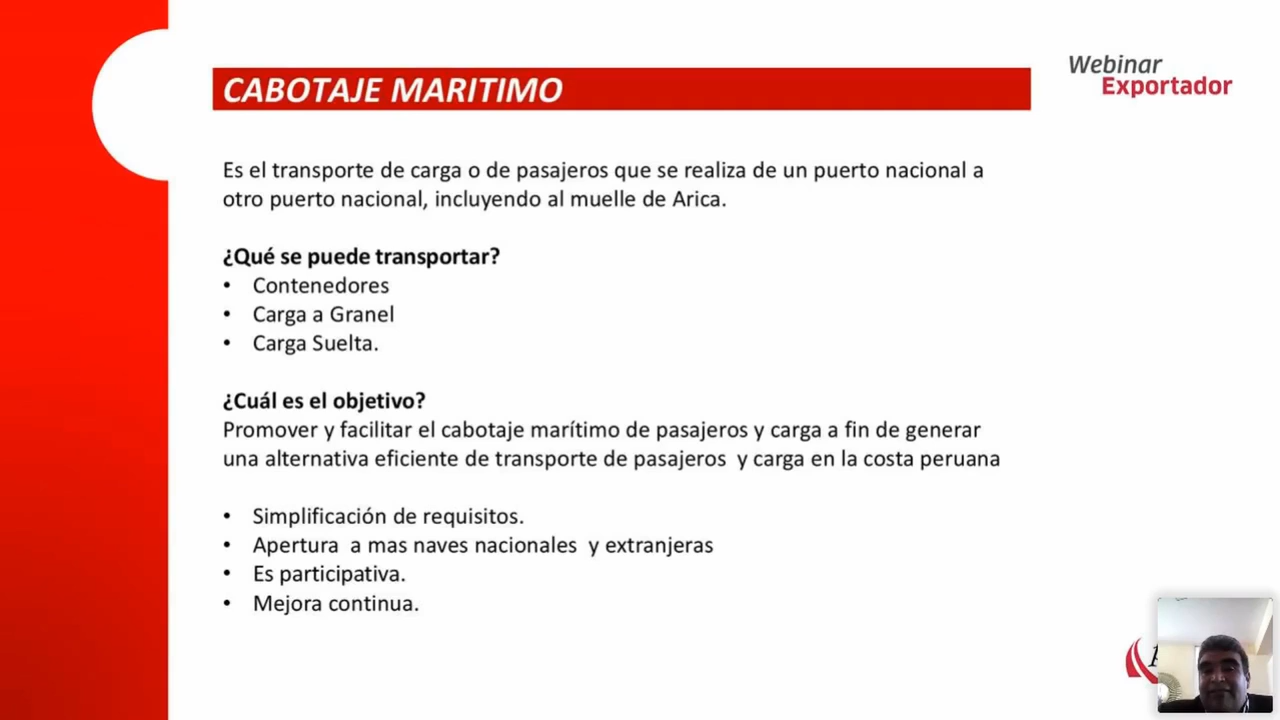 CABOTAJE MARITIMO
Webinar
Exportador
Es el transporte de carga o de pasajeros que se realiza de un puerto nacional a
otro puerto nacional, incluyendo al muelle de Arica.
¿Qué se puede transportar?
• Contenedores
• Carga a Granel
• Carga Suelta.
¿Cuál es el objetivo?
Promover y facilitar el cabotaje marítimo de pasajeros y carga a fin de generar
una alternativa eficiente de transporte de pasajeros  y carga en la costa peruana
• Simplificación de requisitos.
• Apertura  a mas naves nacionales  y extranjeras
• Es participativa.
• Mejora continua.